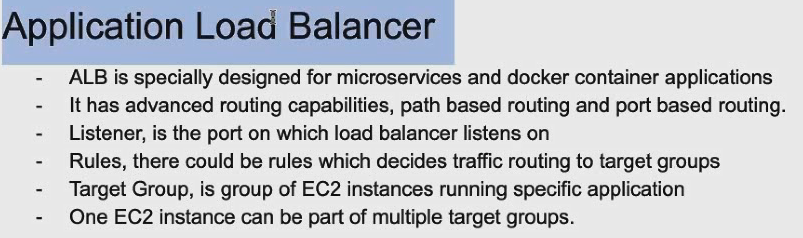 Application Load Balancer
- ALB is specially designed for microservices and docker container applications
- It has advanced routing capabilities, path based routing and port based routing.
- Listener, is the port on which load balancer listens on
- Rules, there could be rules which decides traffic routing to target groups
- Target Group, is group of EC2 instances running specific application
- One EC2 instance can be part of multiple target groups.